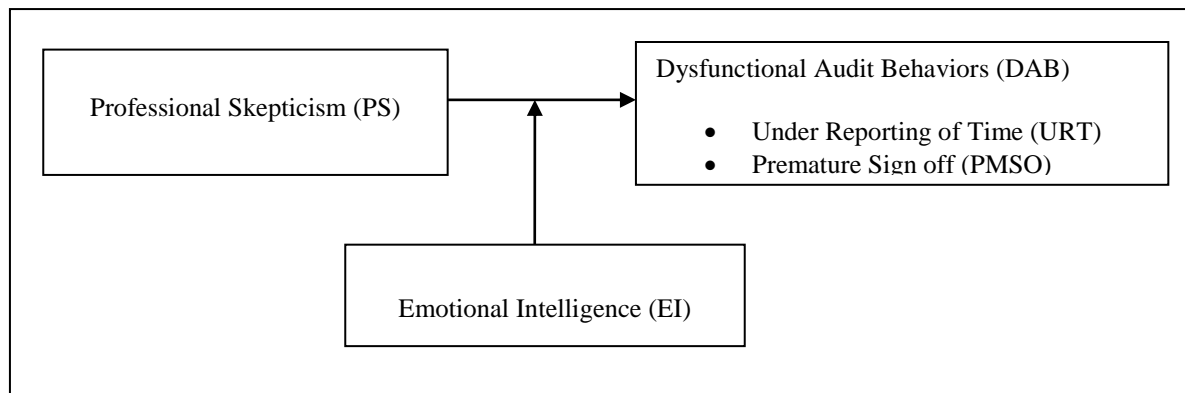 Professional Skepticism (PS)
Dysfunctional Audit Behaviors (DAB)
• Under Reporting of Time (URT)
• Premature Sign off (PMSO)
Emotional Intelligence (EI)